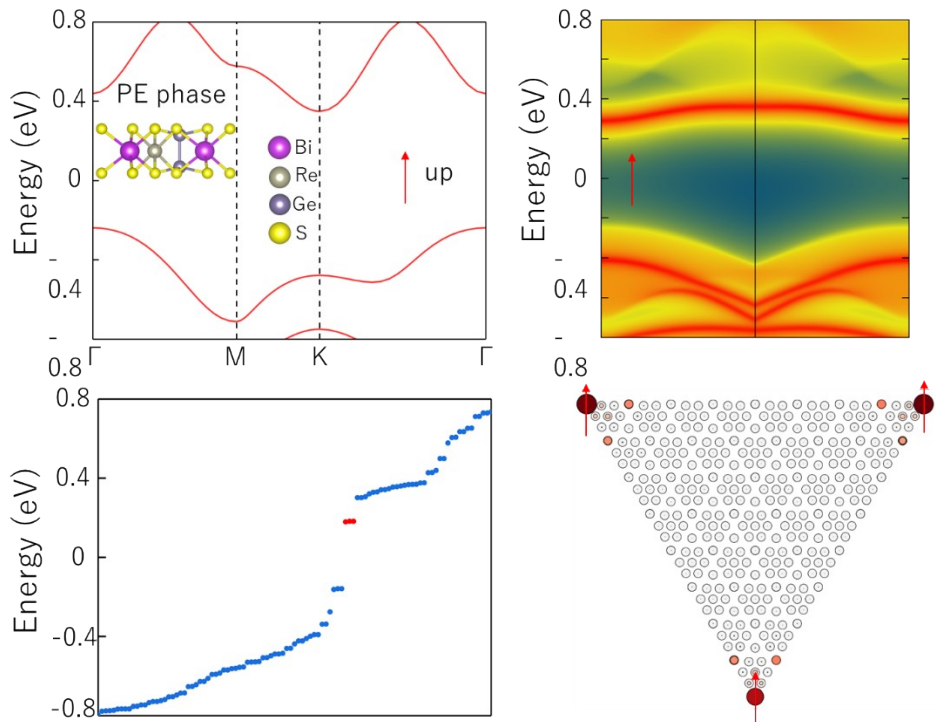 Energy (eV)
0.8
0.4
0
-
0.4
-
0.8
PE phase
Bi
Re
Ge
S
up
Γ
M
K
Γ
Energy (eV)
0.8
0.4
0
-
0.4
-
0.8
Energy (eV)
0.8
0.4
0
-0.4
-0.8